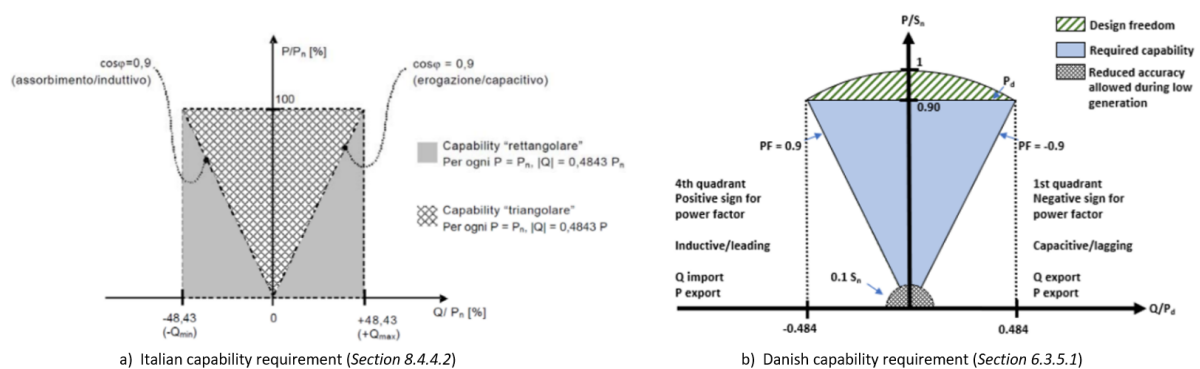 P/Pn [%]
cosφ=0,9
(assorbimento/induttivo)
cosφ = 0,9
(erogazione/capacitivo)
100
Capability "rettangolare"
Per ogni P = Pn, |Q| = 0,4843 Pn
Capability "triangolare"
Per ogni P = Pn, |Q| = 0,4843 P
-48,43
(-Qmin)
0
+48,43
(+Qmax)
Q/ Pn [%]
a) Italian capability requirement (Section 8.4.4.2)
P/Sn
Design freedom
Required capability
Reduced accuracy
allowed during low
generation
1
Pd
0.90
PF = 0.9
PF = -0.9
4th quadrant
Positive sign for
power factor
Inductive/leading
Q import
P export
1st quadrant
Negative sign for
power factor
Capacitive/lagging
Q export
P export
0.1 Sn
Q/Pd
-0.484
0.484
b) Danish capability requirement (Section 6.3.5.1)